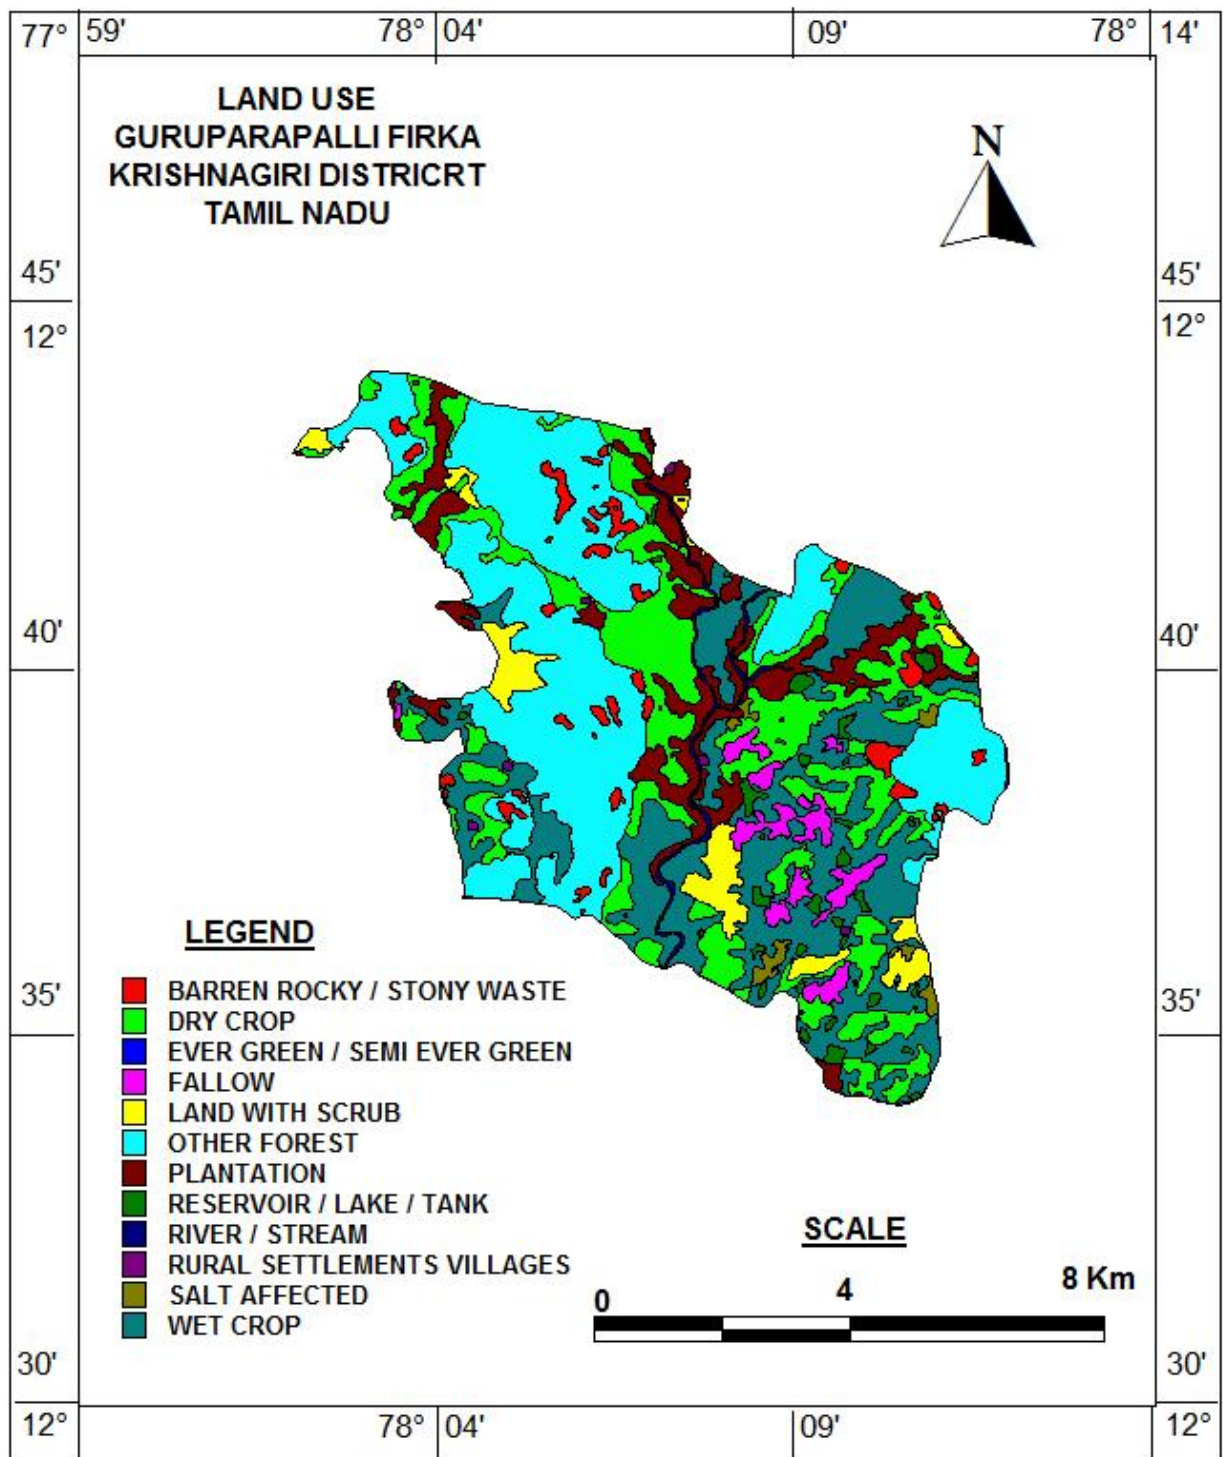 77° 59' 78° 04' 09' 78° 14'
LAND USE
GURUPARAPALLI FIRKA
KRISHNAGIRI DISTRICRT
TAMIL NADU
N
45' 45'
12° 12°
40' 40'
LEGEND
BARREN ROCKY / STONY WASTE
35' 35'
DRY CROP
EVER GREEN / SEMI EVER GREEN
FALLOW
LAND WITH SCRUB
OTHER FOREST
PLANTATION
RESERVOIR / LAKE / TANK
RIVER / STREAM
RURAL SETTLEMENTS VILLAGES
SALT AFFECTED
WET CROP
SCALE
0 4 8 Km
30' 30'
12° 78° 04' 09' 12°